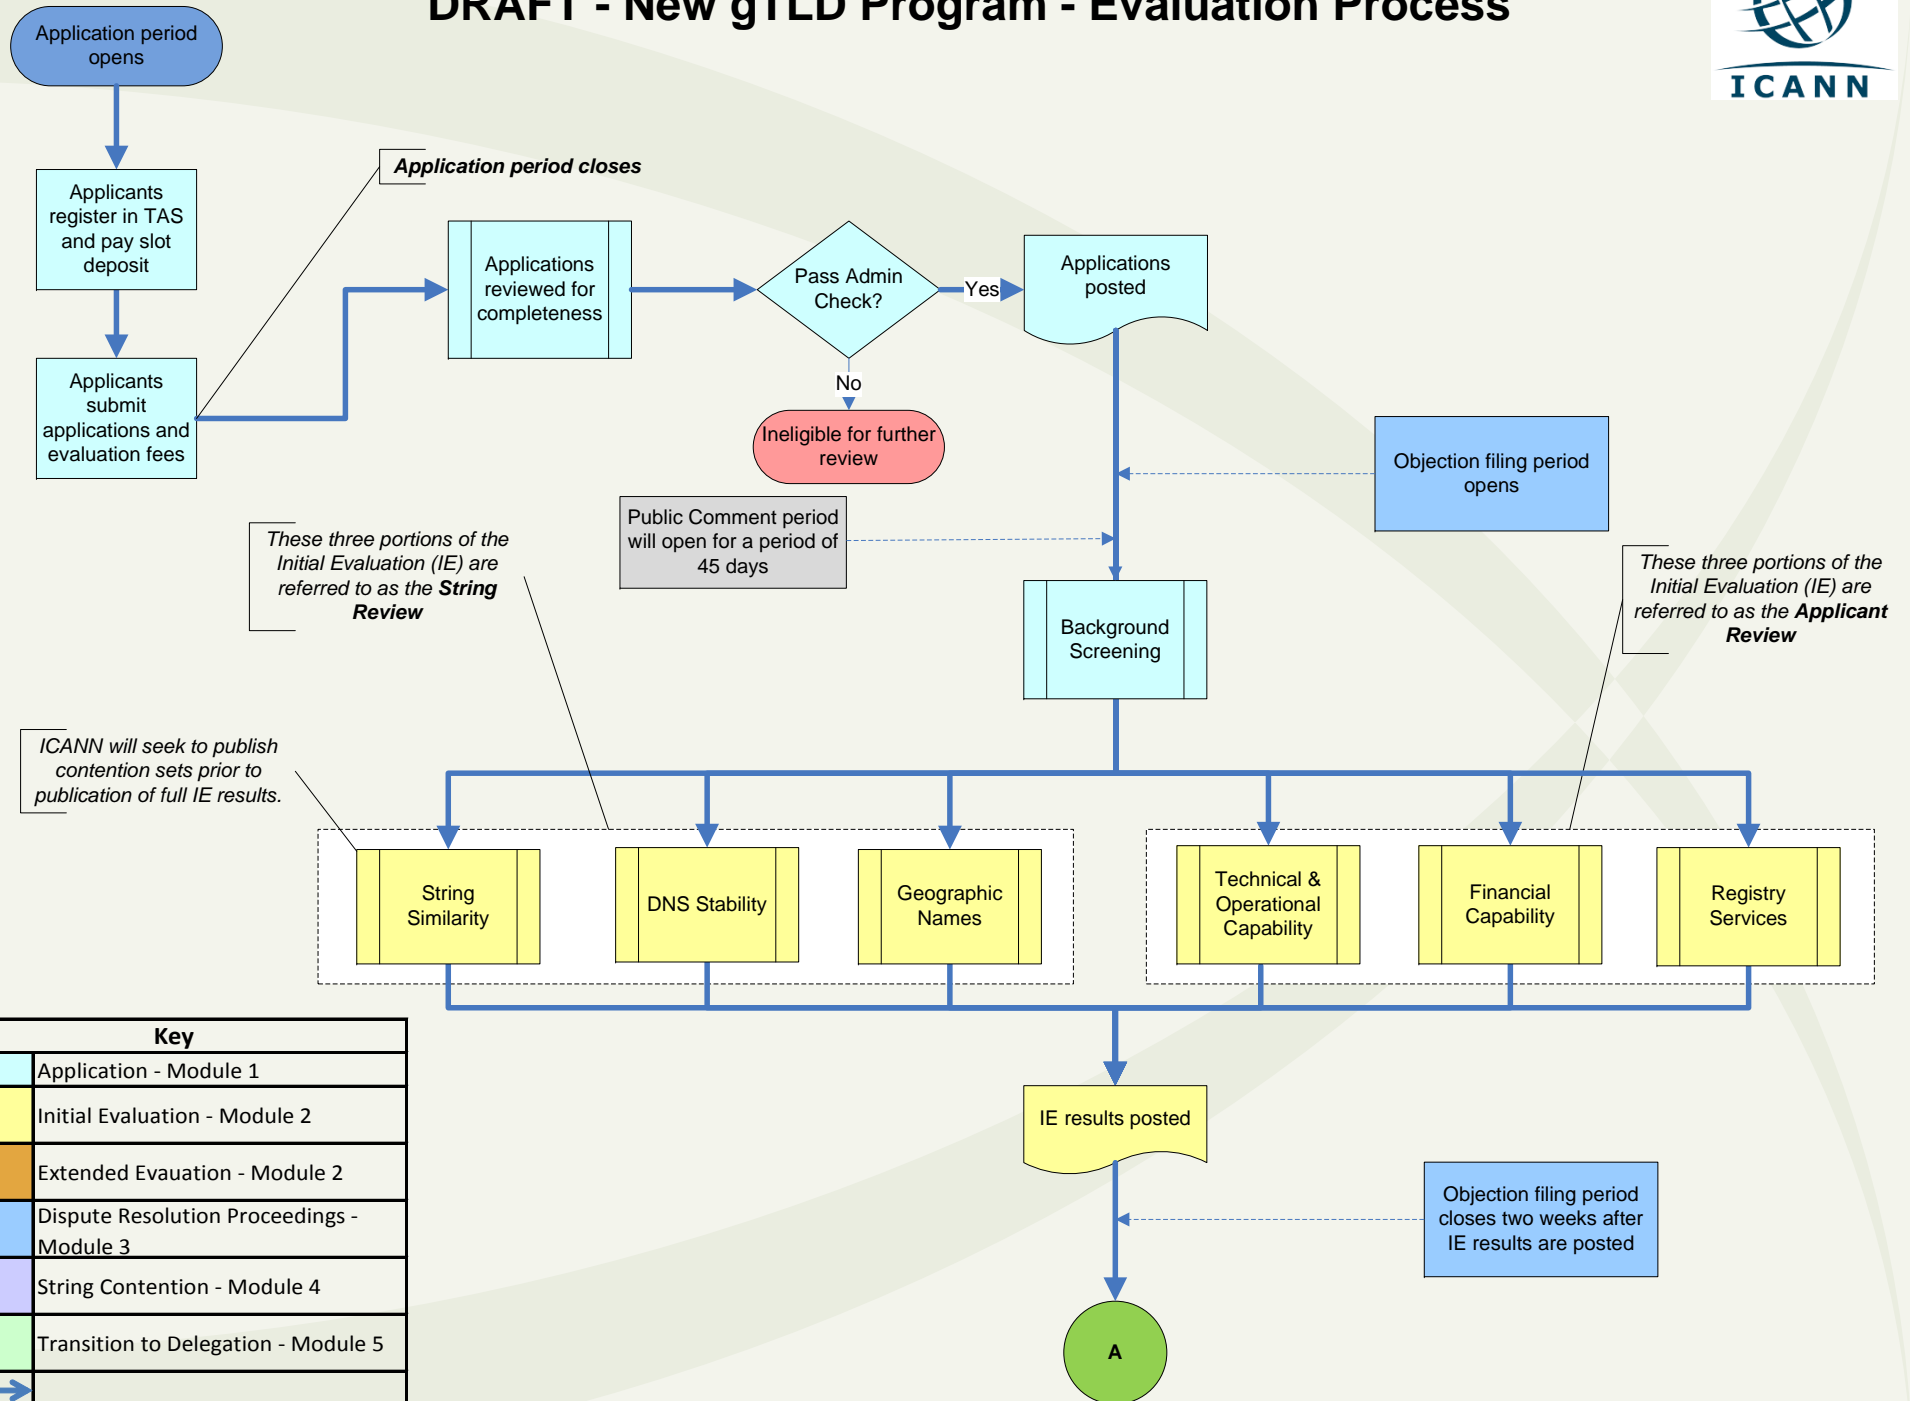 DRAFT - New gTLD Program - Evaluation Process
ICANN
Application period
opens
Applicants
register in TAS
and pay slot
deposit
Applicants
submit
applications and
evaluation fees
Application period closes
Applications
reviewed for
completeness
Pass Admin
Check?
Yes
No
Ineligible for further
review
Applications
posted
Objection filing period
opens
Public Comment period
will open for a period of
45 days
Background
Screening
These three portions of the
Initial Evaluation (IE) are
referred to as the String
Review
These three portions of the
Initial Evaluation (IE) are
referred to as the Applicant
Review
ICANN will seek to publish
contention sets prior to
publication of full IE results.
String
Similarity
DNS Stability
Geographic
Names
Technical &
Operational
Capability
Financial
Capability
Registry
Services
IE results posted
Objection filing period
closes two weeks after
IE results are posted
A
Key
Application - Module 1
Initial Evaluation - Module 2
Extended Evauation - Module 2
Dispute Resolution Proceedings -
Module 3
String Contention - Module 4
Transition to Delegation - Module 5